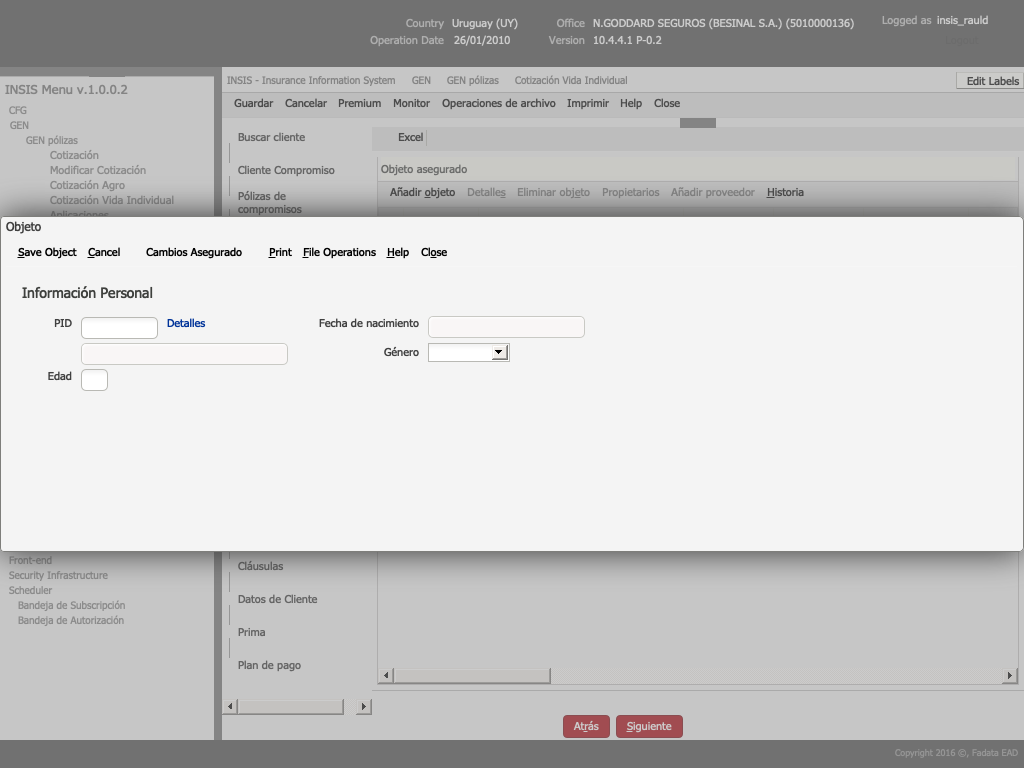 Country Uruguay (UY) Office N.GODDARD SEGUROS (BESINAL S.A.) (5010000136) Logged as insis_rauld
Operation Date 26/01/2010 Version 10.4.4.1 P-0.2
INSIS - Insurance Information System GEN GEN pólizas Cotización Vida Individual Edit Labels
INSIS Menu v.1.0.0.2
CFG
GEN
GEN pólizas
Cotización
Modificar Cotización
Cotización Agro
Cotización Vida Individual
Aplicaciones
Guardar Cancelar Premium Monitor Operaciones de archivo Imprimir Help Close
Buscar cliente
Cliente Compromiso
Pólizas de
compromisos
Excel
Objeto asegurado
Añadir objeto Detalles Eliminar objeto Propietarios Añadir proveedor Historia
Objeto
Save Object Cancel Cambios Asegurado Print File Operations Help Close
Información Personal
PID Detalles Fecha de nacimiento
Género
Edad
Front-end
Security Infrastructure
Scheduler
Bandeja de Subscripción
Bandeja de Autorización
Cláusulas
Datos de Cliente
Prima
Plan de pago
Atrás Siguiente
Copyright 2016 ©, Fadata EAD